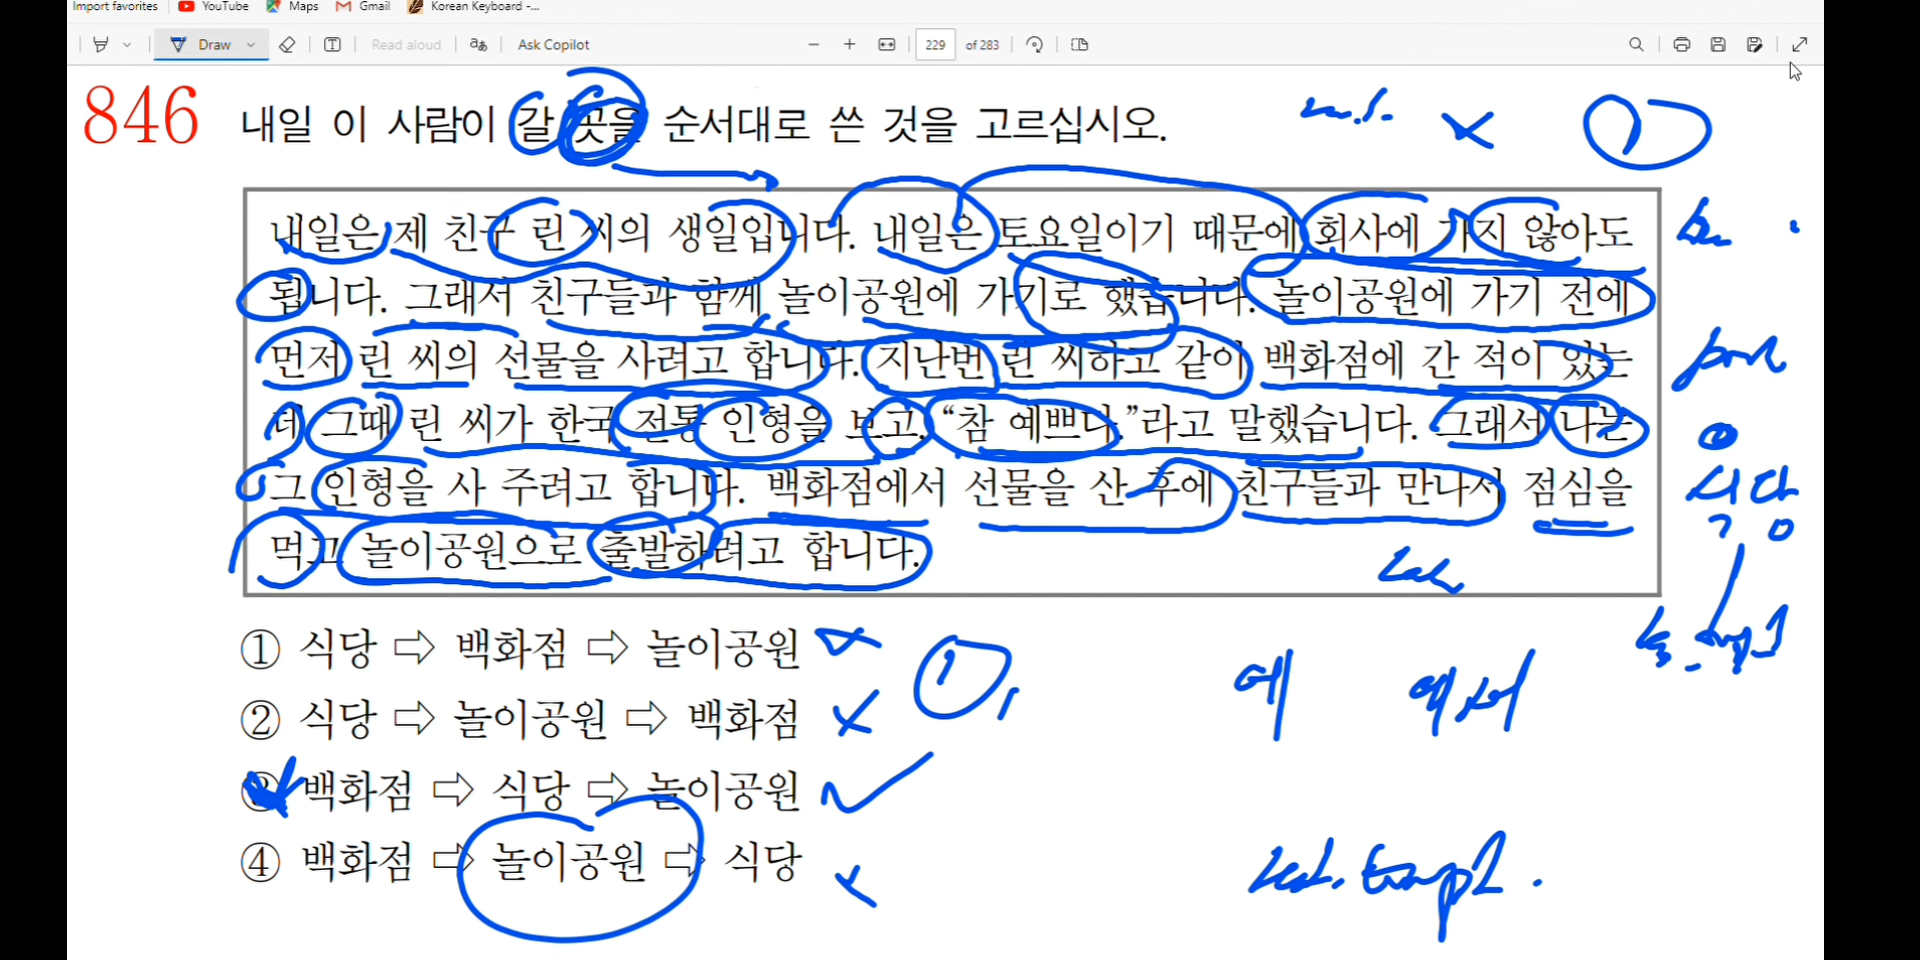 Import favorites YouTube Maps Gmail Korean Keyboard -...
Draw Read aloud Ask Copilot 229 of 283
846 내일 이 사람이 갈 곳을 순서대로 쓴 것을 고르십시오.
내일은 제 친구 린 씨의 생일입니다. 내일은 토요일이기 때문에 회사에 가지 않아도
됩니다. 그래서 친구들과 함께 놀이공원에 가기로 했습니다. 놀이공원에 가기 전에
먼저 린 씨의 선물을 사려고 합니다. 지난번 린 씨하고 같이 백화점에 간 적이 있는
데 그때 린 씨가 한국 전통 인형을 보고 “참 예쁘다.”라고 말했습니다. 그래서 나는
그 인형을 사 주려고 합니다. 백화점에서 선물을 산 후에 친구들과 만나서 점심을
먹고 놀이공원으로 출발하려고 합니다.
① 식당 ⇨ 백화점 ⇨ 놀이공원
② 식당 ⇨ 놀이공원 ⇨ 백화점
③ 백화점 ⇨ 식당 ⇨ 놀이공원
④ 백화점 ⇨ 놀이공원 ⇨ 식당
에 에서